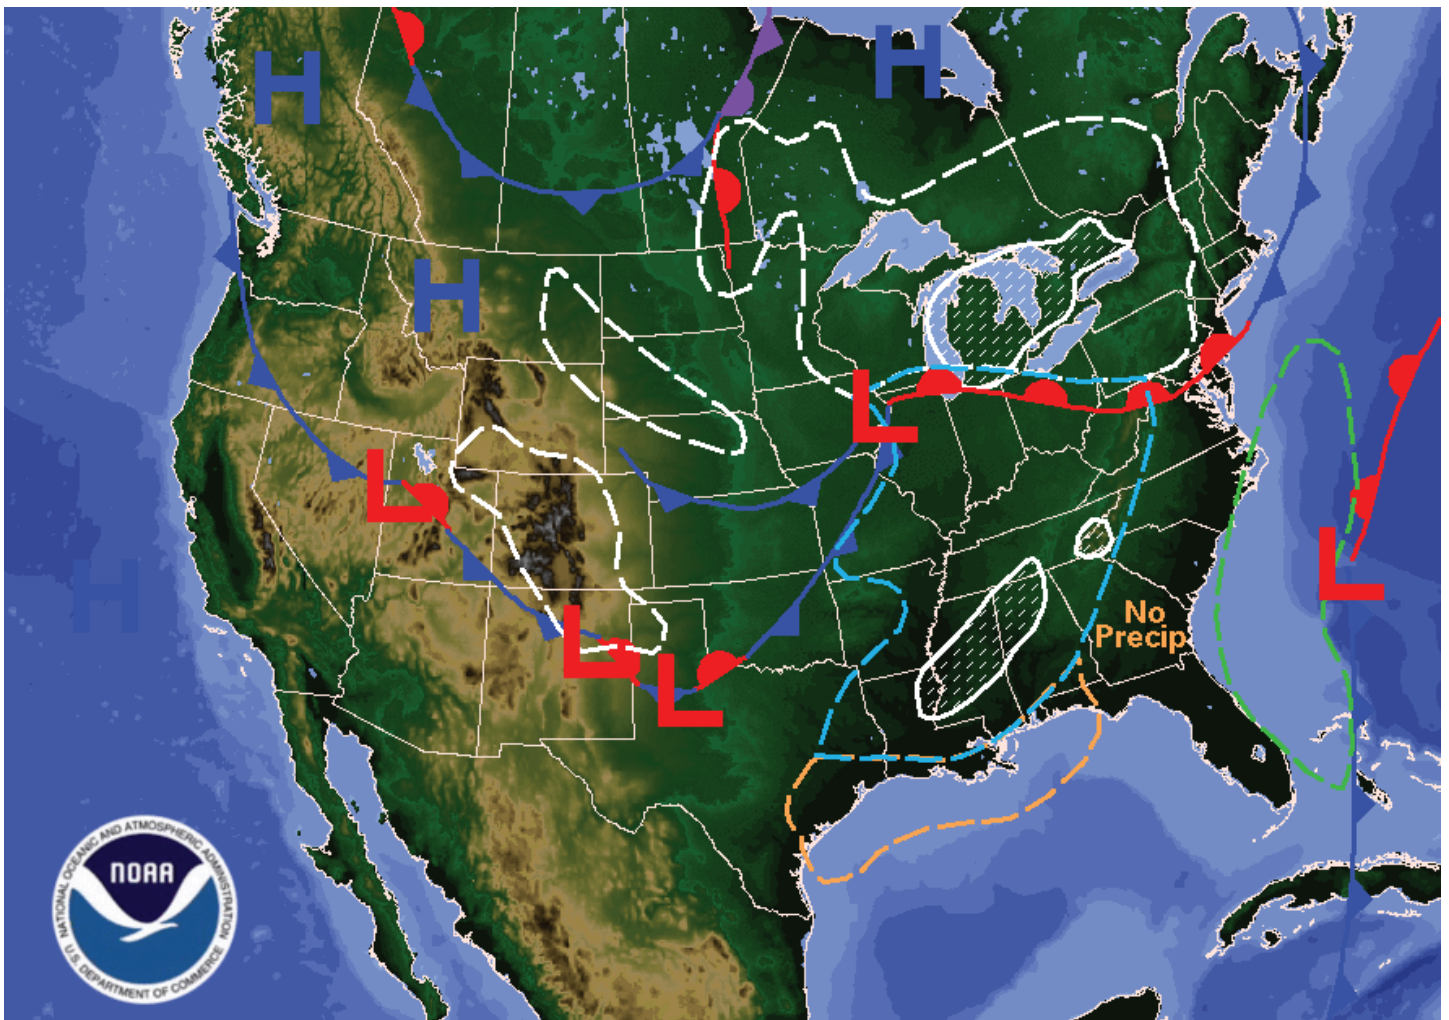 H
H
H
L
L
No
Precip
L
L
L
H
NATIONAL OCEANIC AND ATMOSPHERIC ADMINISTRATION
NOAA
U.S. DEPARTMENT OF COMMERCE